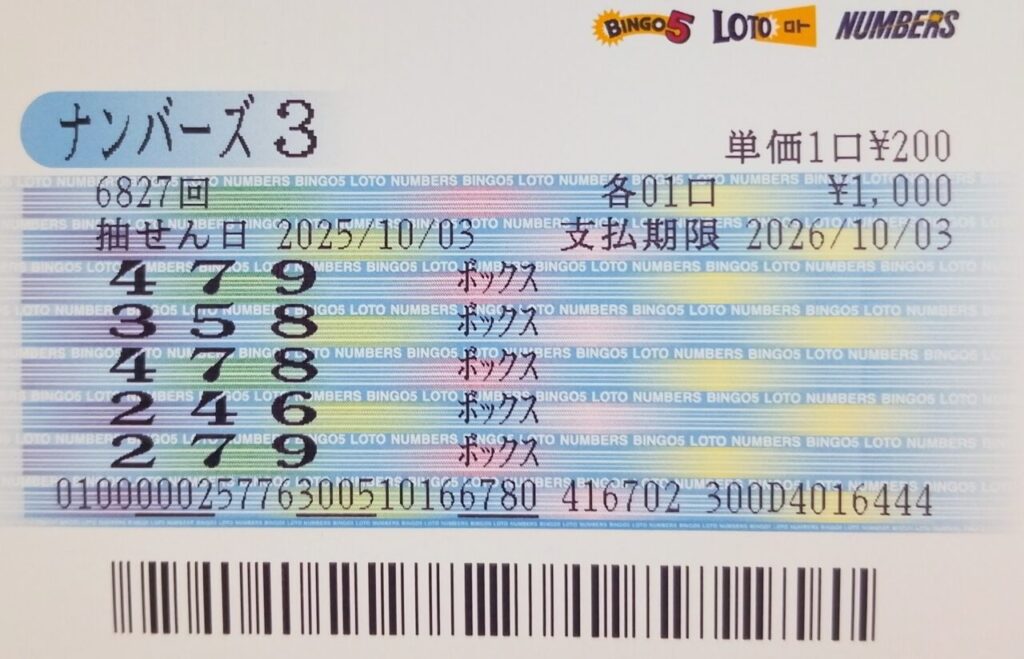 BINGO5 LOTO ロト NUMBERS
ナンバーズ3
単価1口¥200
6827回 各01口 ¥1,000
抽せん日 2025/10/03 支払期限 2026/10/03
4 7 9 ボックス
3 5 8 ボックス
4 7 8 ボックス
2 4 6 ボックス
2 7 9 ボックス
010000025776300510166780 416702 300D4016444